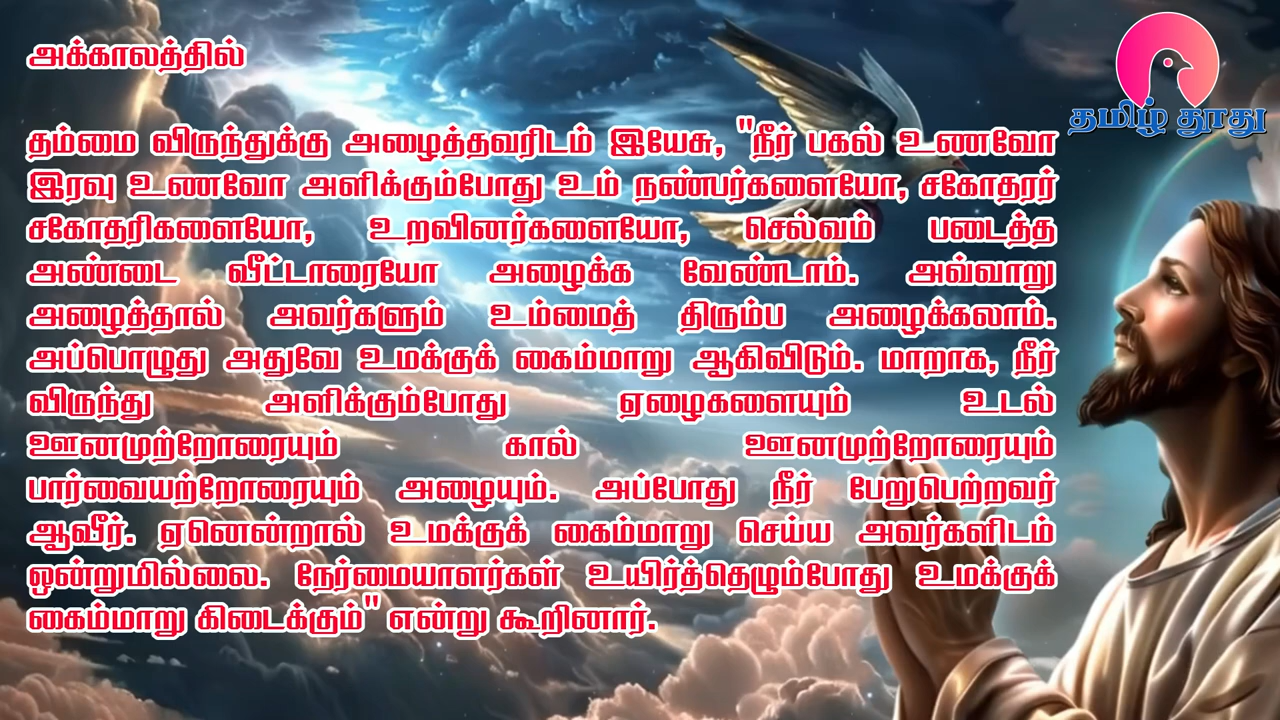 அக்காலத்தில்
தமிழ் தூது
தம்மை விருந்துக்கு அழைத்தவரிடம் இயேசு, "நீர் பகல் உணவோ
இரவு உணவோ அளிக்கும்போது உம் நண்பர்களையோ, சகோதரர்
சகோதரிகளையோ, உறவினர்களையோ, செல்வம் படைத்த
அண்டை வீட்டாரையோ அழைக்க வேண்டாம். அவ்வாறு
அழைத்தால் அவர்களும் உம்மைத் திரும்ப அழைக்கலாம்.
அப்பொழுது அதுவே உமக்குக் கைம்மாறு ஆகிவிடும். மாறாக, நீர்
விருந்து அளிக்கும்போது ஏழைகளையும் உடல்
ஊனமுற்றோரையும் கால் ஊனமுற்றோரையும்
பார்வையற்றோரையும் அழையும். அப்போது நீர் பேறுபெற்றவர்
ஆவீர். ஏனென்றால் உமக்குக் கைம்மாறு செய்ய அவர்களிடம்
ஒன்றுமில்லை. நேர்மையாளர்கள் உயிர்த்தெழும்போது உமக்குக்
கைம்மாறு கிடைக்கும்" என்று கூறினார்.